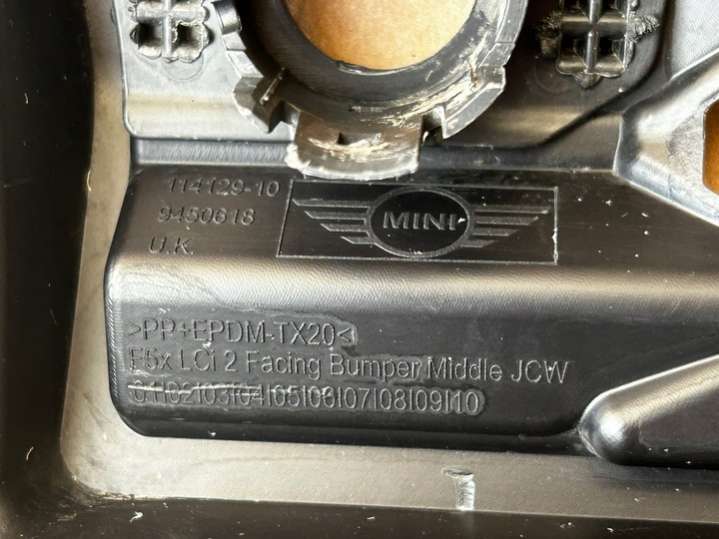 114129-10
9450618
U.K.
MINI
>PP+EPDM-TX20<
F5x LCi 2 Facing Bumper Middle JCW
01|02|03|04|05|06|07|08|09|10